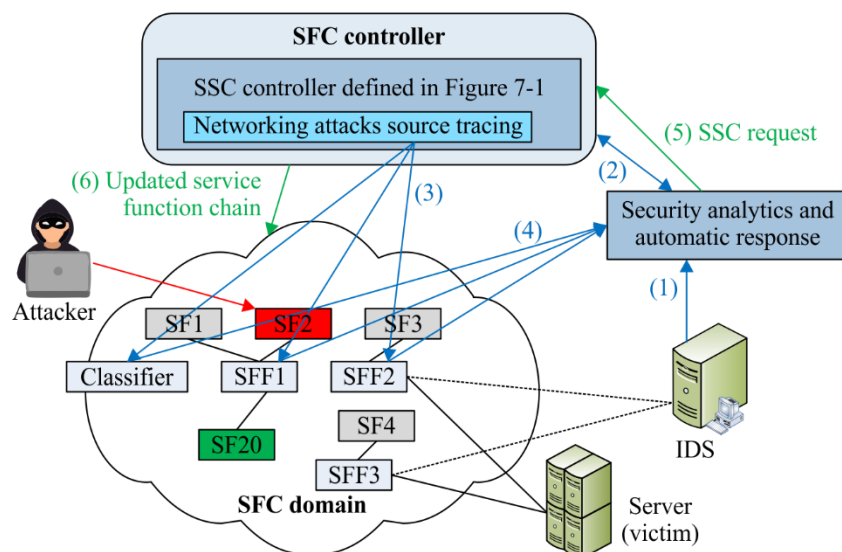 SFC controller
SSC controller defined in Figure 7-1
Networking attacks source tracing
(5) SSC request
(6) Updated service
function chain
(3)
(2)
(4)
Security analytics and
automatic response
(1)
Attacker
SF1
SF2
SF3
Classifier
SFF1
SFF2
SF4
SF20
SFF3
IDS
SFC domain
Server
(victim)